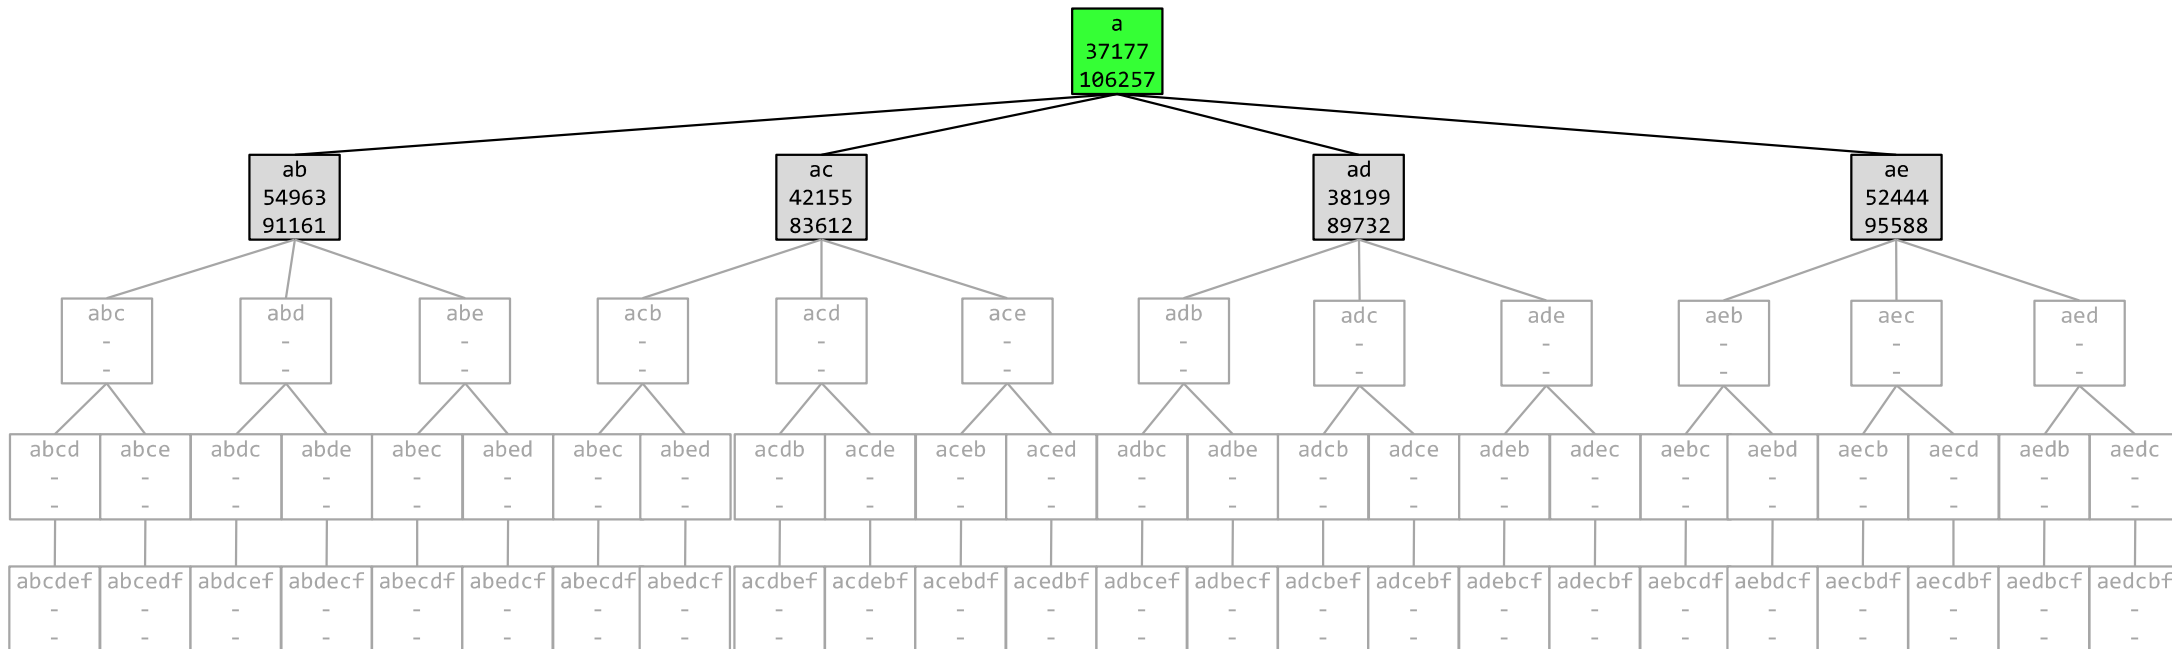 a
37177
106257
ab
54963
91161
ac
42155
83612
ad
38199
89732
ae
52444
95588
abc
-
-
abd
-
-
abe
-
-
acb
-
-
acd
-
-
ace
-
-
adb
-
-
adc
-
-
ade
-
-
aeb
-
-
aec
-
-
aed
-
-
abcd
-
-
abce
-
-
abdc
-
-
abde
-
-
abec
-
-
abed
-
-
abec
-
-
abed
-
-
acdb
-
-
acde
-
-
aceb
-
-
aced
-
-
adbc
-
-
adbe
-
-
adcb
-
-
adce
-
-
adeb
-
-
adec
-
-
aebc
-
-
aebd
-
-
aecb
-
-
aecd
-
-
aedb
-
-
aedc
-
-
abcdef
-
-
abcedf
-
-
abdcef
-
-
abdecf
-
-
abecdf
-
-
abedcf
-
-
abecdf
-
-
abedcf
-
-
acdbef
-
-
acdebf
-
-
acebdf
-
-
acedbf
-
-
adbcef
-
-
adbecf
-
-
adcbef
-
-
adcebf
-
-
adebcf
-
-
adecbf
-
-
aebcdf
-
-
aebdcf
-
-
aecbdf
-
-
aecdbf
-
-
aedbcf
-
-
aedcbf
-
-